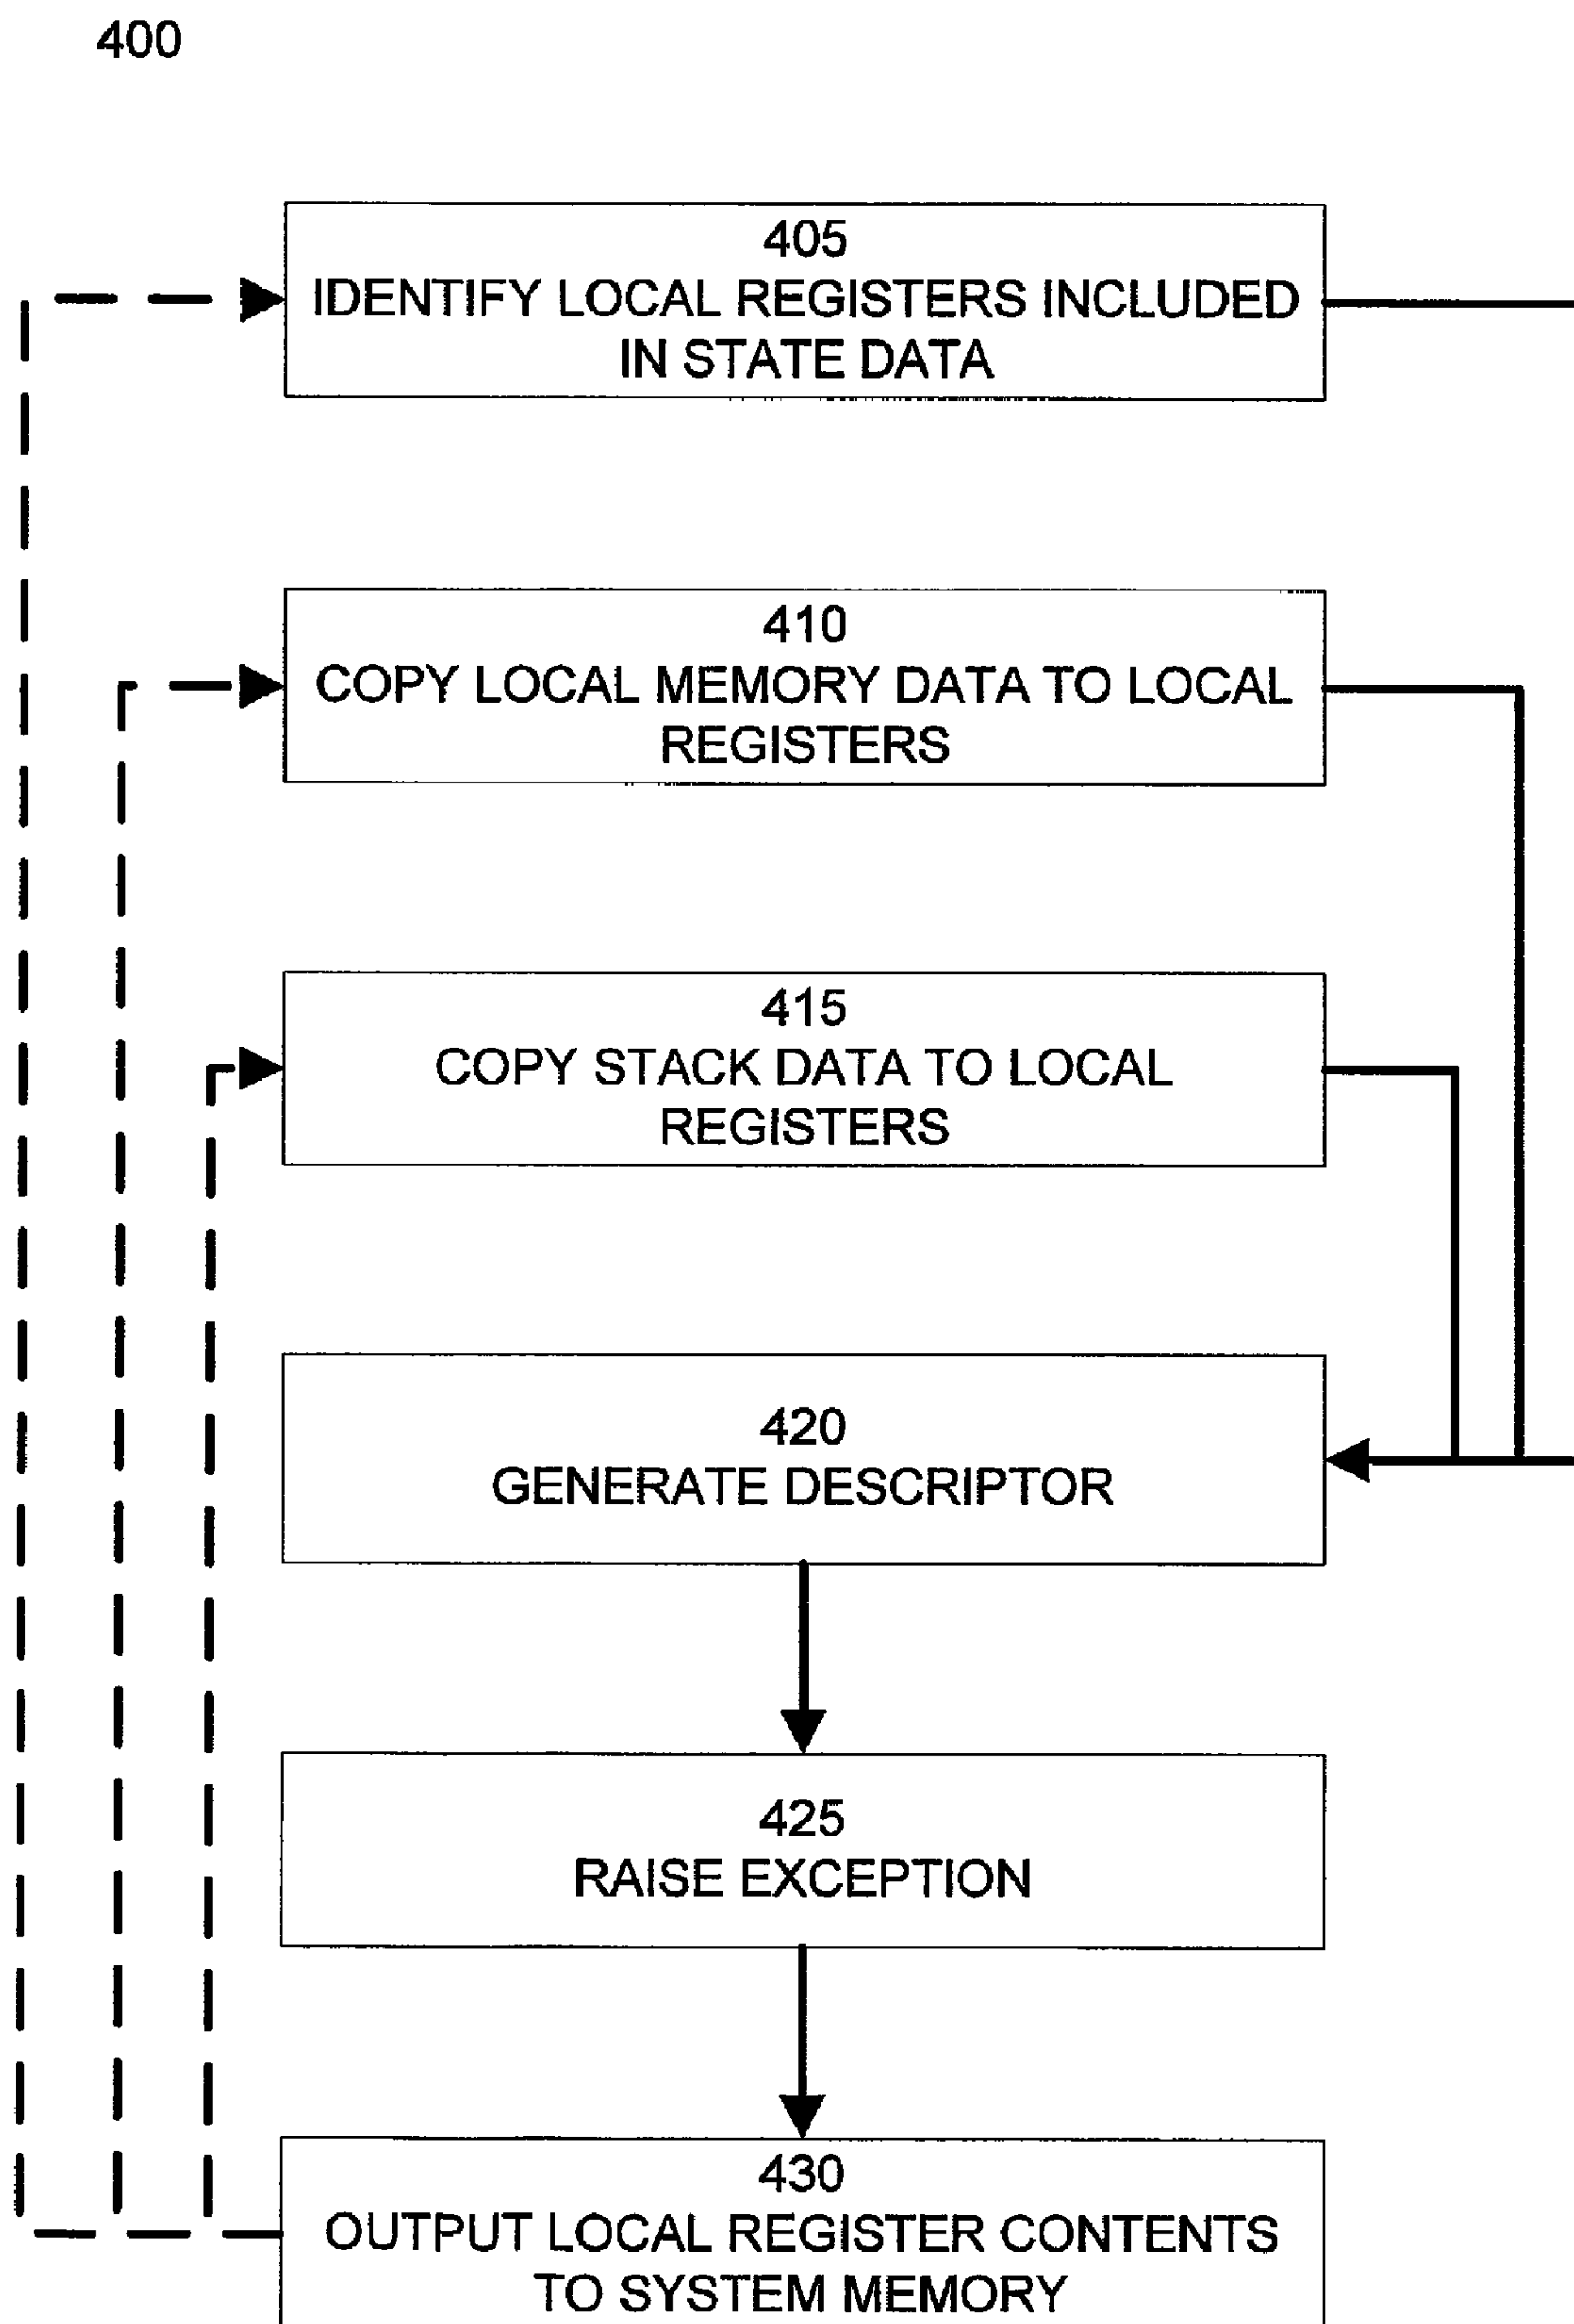 400
405
IDENTIFY LOCAL REGISTERS INCLUDED
IN STATE DATA
410
COPY LOCAL MEMORY DATA TO LOCAL
REGISTERS
415
COPY STACK DATA TO LOCAL
REGISTERS
420
GENERATE DESCRIPTOR
425
RAISE EXCEPTION
430
OUTPUT LOCAL REGISTER CONTENTS
TO SYSTEM MEMORY